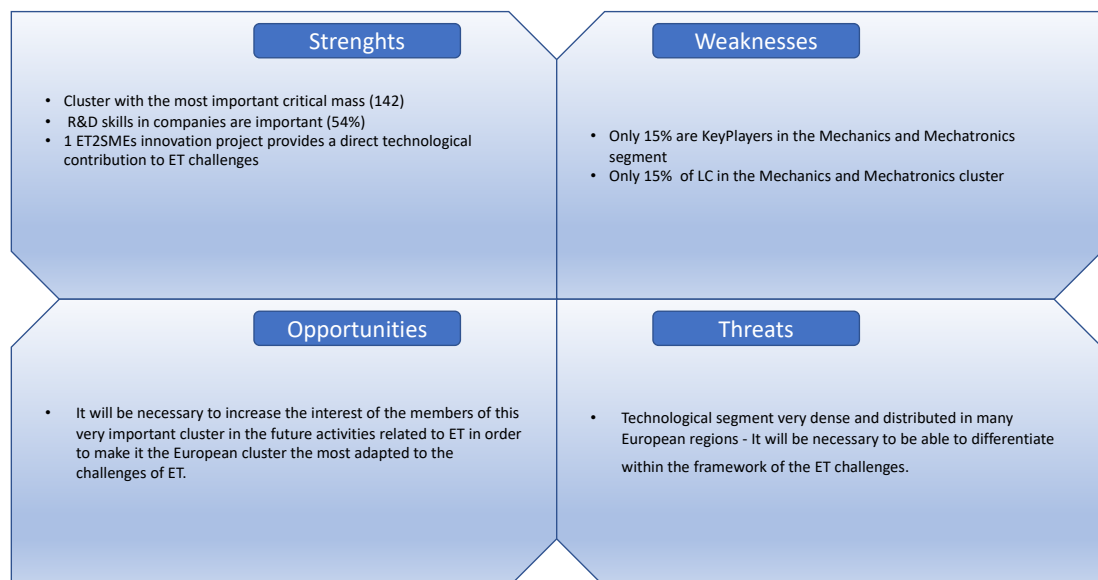 Strenghts
• Cluster with the most important critical mass (142)
• R&D skills in companies are important (54%)
• 1 ET2SMEs innovation project provides a direct technological
contribution to ET challenges
Weaknesses
• Only 15% are KeyPlayers in the Mechanics and Mechatronics
segment
• Only 15% of LC in the Mechanics and Mechatronics cluster
Opportunities
• It will be necessary to increase the interest of the members of this
very important cluster in the future activities related to ET in order
to make it the European cluster the most adapted to the
challenges of ET.
Threats
• Technological segment very dense and distributed in many
European regions - It will be necessary to be able to differentiate
within the framework of the ET challenges.